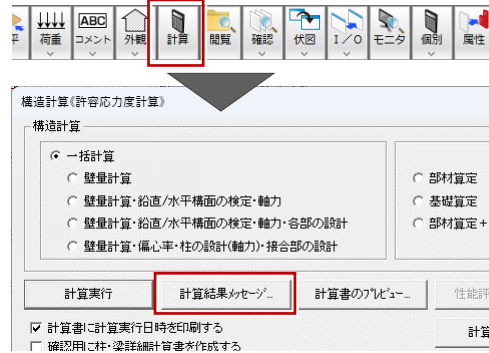 荷重 ABC コメント 外観 計算 閲覧 確認 伏図 I/O モニタ 個別 属性
構造計算《許容応力度計算》
構造計算
一括計算
壁量計算 部材算定
壁量計算・鉛直/水平構面の検定・軸力 基礎算定
壁量計算・鉛直/水平構面の検定・軸力・各部の設計 部材算定+
壁量計算・偏心率・柱の設計(軸力)・接合部の設計
計算実行 計算結果メッセージ... 計算書のプレビュー... 性能評
計算書に計算実行日時を印刷する 計算
確認用に柱・梁詳細計算書を作成する